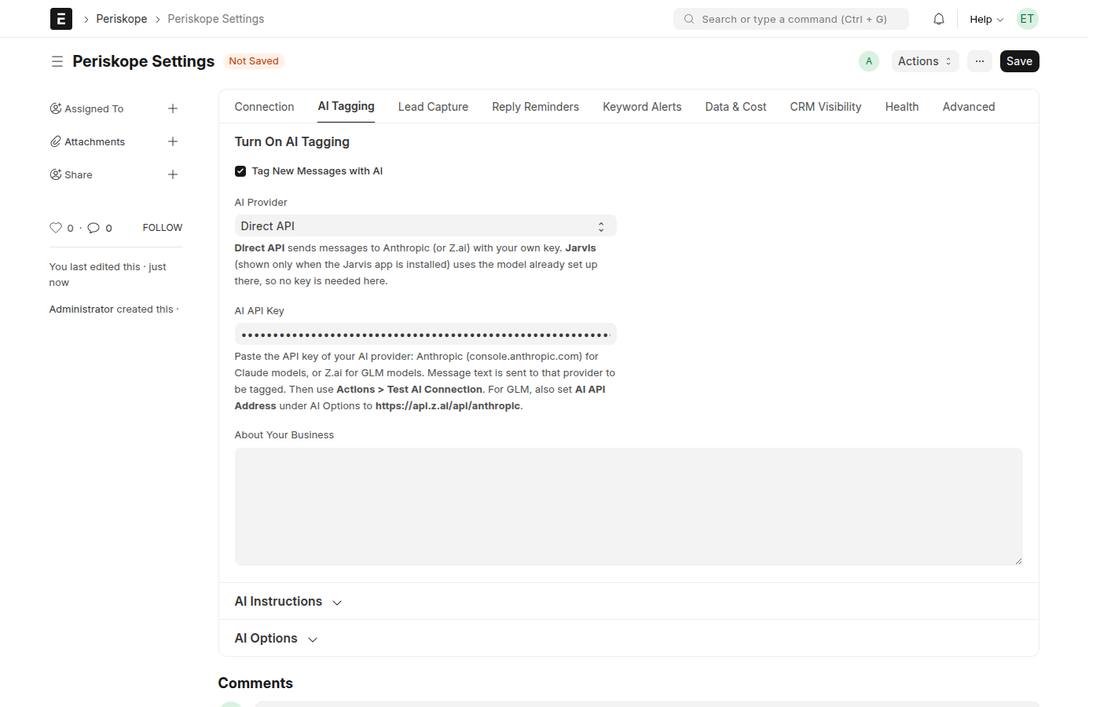 Periskope
Periskope Settings
Search or type a command (Ctrl + G)
Help
ET
Periskope Settings
Not Saved
A
Actions
Save
Assigned To
Attachments
Share
0 · 0
FOLLOW
You last edited this · just
now
Administrator created this ·
Connection
AI Tagging
Lead Capture
Reply Reminders
Keyword Alerts
Data & Cost
CRM Visibility
Health
Advanced
Turn On AI Tagging
Tag New Messages with AI
AI Provider
Direct API
Direct API sends messages to Anthropic (or Z.ai) with your own key. Jarvis
(shown only when the Jarvis app is installed) uses the model already set up
there, so no key is needed here.
AI API Key
Paste the API key of your AI provider: Anthropic (console.anthropic.com) for
Claude models, or Z.ai for GLM models. Message text is sent to that provider to
be tagged. Then use Actions > Test AI Connection. For GLM, also set AI API
Address under AI Options to https://api.z.ai/api/anthropic.
About Your Business
AI Instructions
AI Options
Comments